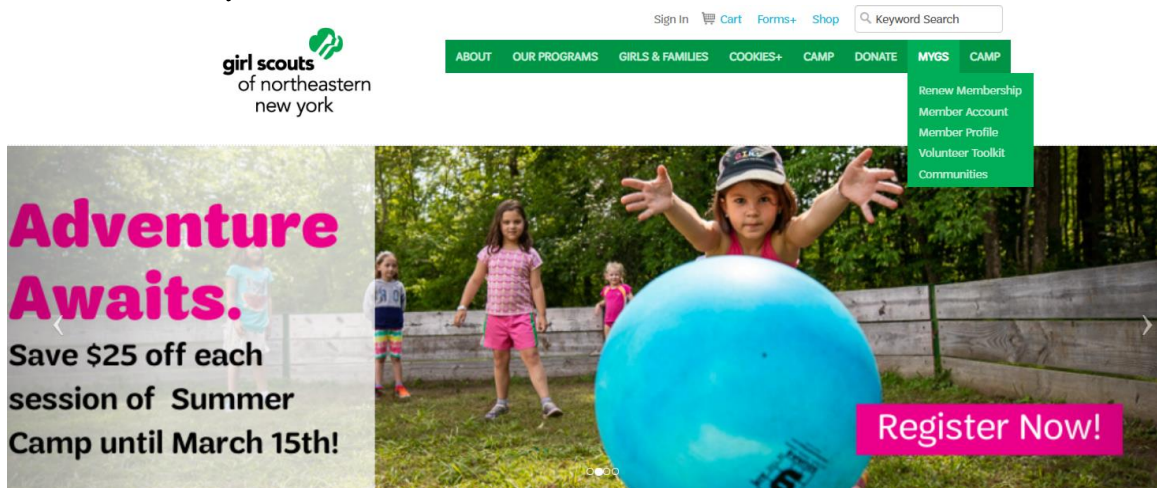 Sign In Cart Forms+ Shop Keyword Search
girl scouts
of northeastern
new york
ABOUT OUR PROGRAMS GIRLS & FAMILIES COOKIES+ CAMP DONATE MYGS CAMP
Renew Membership
Member Account
Member Profile
Volunteer Toolkit
Communities
Adventure
Awaits.
Save $25 off each
session of Summer
Camp until March 15th!
Register Now!